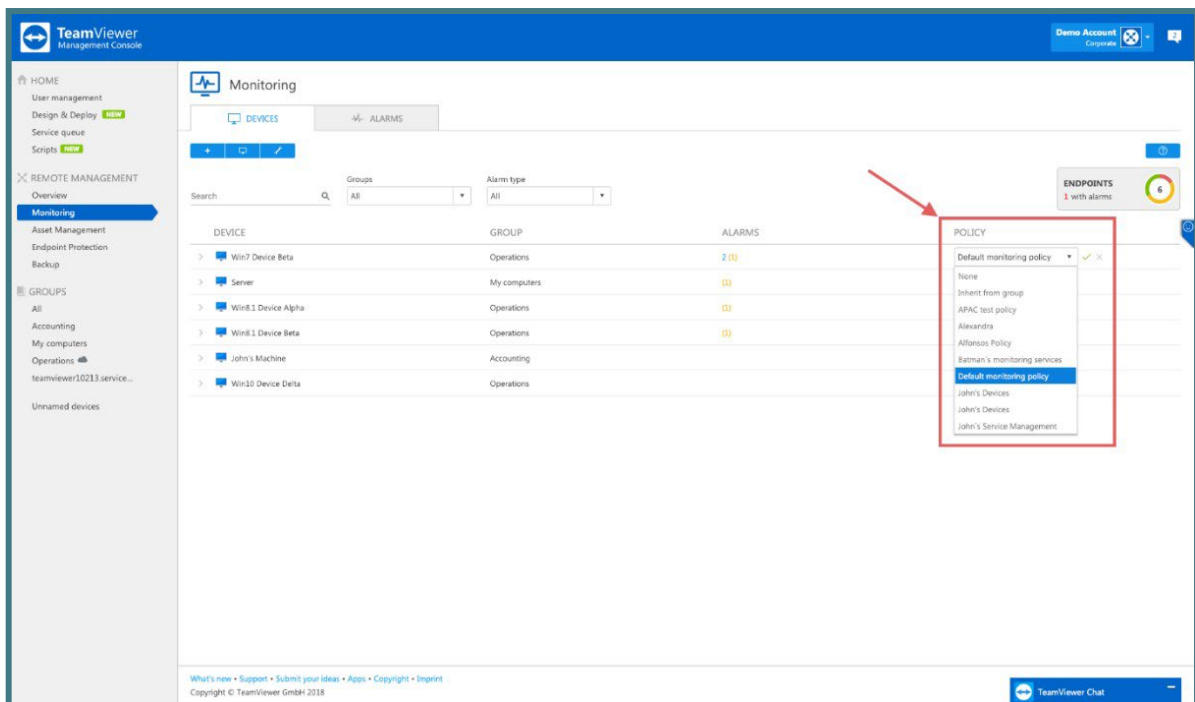 TeamViewer
Management Console
Demo Account
Corporate
HOME
User management
Design & Deploy NEW
Service queue
Scripts NEW
REMOTE MANAGEMENT
Overview
Monitoring
Asset Management
Endpoint Protection
Backup
GROUPS
All
Accounting
My computers
Operations
teamviewer10213.service...
Unnamed devices
Monitoring
DEVICES
ALARMS
+
?
Search
Groups
All
Alarm type
All
ENDPOINTS
1 with alarms
6
DEVICE GROUP ALARMS POLICY
Win7 Device Beta Operations 2 (1) Default monitoring policy
Server My computers (1)
Win8.1 Device Alpha Operations (1)
Win8.1 Device Beta Operations (1)
John's Machine Accounting
Win10 Device Delta Operations
None
Inherit from group
APAC test policy
Alexandra
Alfonsos Policy
Batman's monitoring services
Default monitoring policy
John's Devices
John's Devices
John's Service Management
What's new • Support • Submit your ideas • Apps • Copyright • Imprint
Copyright © TeamViewer GmbH 2018
TeamViewer Chat